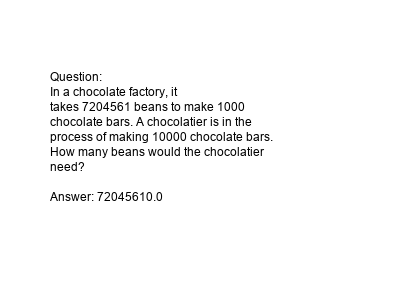 Question:
In a chocolate factory, it
takes 7204561 beans to make 1000
chocolate bars. A chocolatier is in the
process of making 10000 chocolate bars.
How many beans would the chocolatier
need?
Answer: 72045610.0